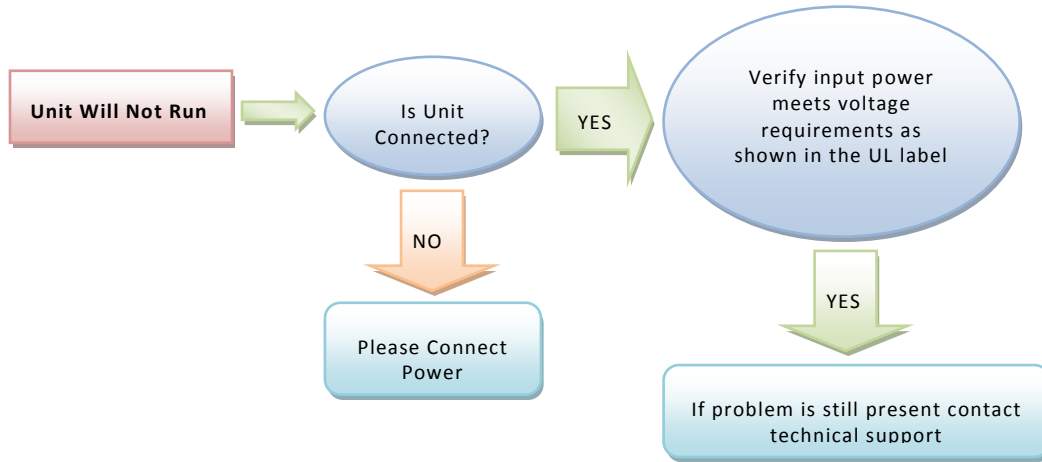 Unit Will Not Run
Is Unit
Connected?
YES
Verify input power
meets voltage
requirements as
shown in the UL label
NO
Please Connect
Power
YES
If problem is still present contact
technical support